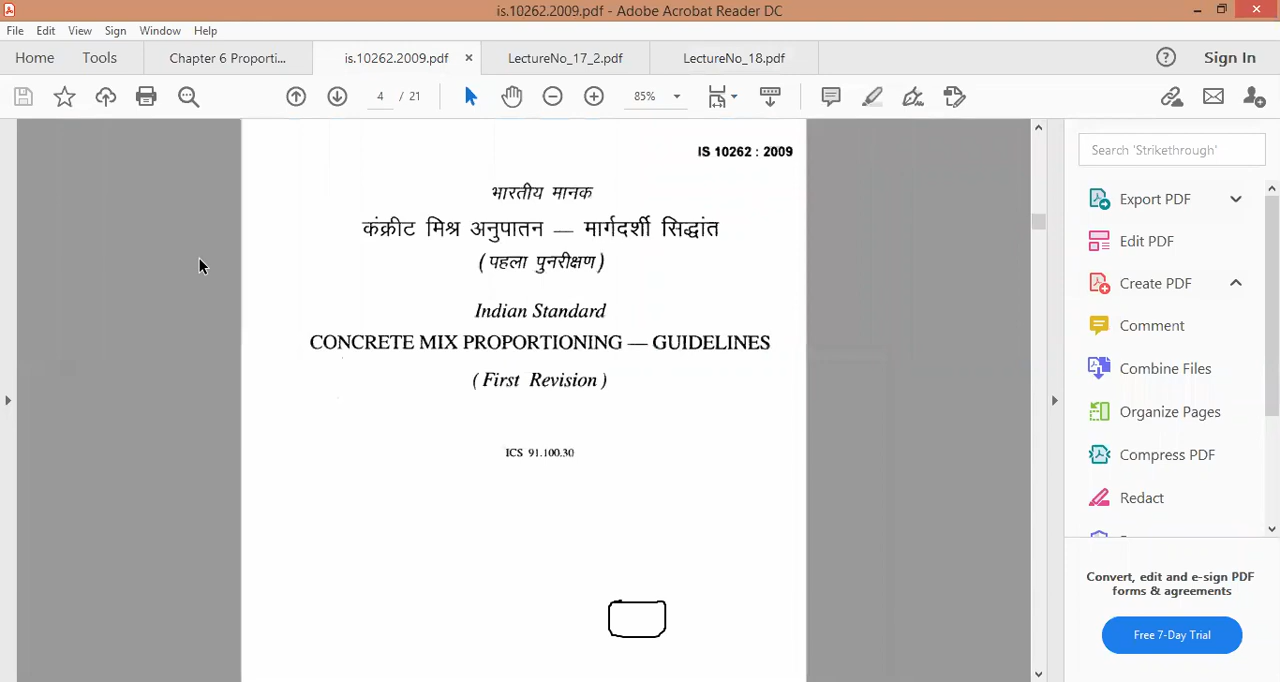 is.10262.2009.pdf - Adobe Acrobat Reader DC
File Edit View Sign Window Help
Home Tools Chapter 6 Proporti... is.10262.2009.pdf × LectureNo_17_2.pdf LectureNo_18.pdf Sign In
4 / 21 85%
IS 10262 : 2009
भारतीय मानक
कंक्रीट मिश्र अनुपातन — मार्गदर्शी सिद्धांत
(पहला पुनरीक्षण)
Indian Standard
CONCRETE MIX PROPORTIONING — GUIDELINES
( First Revision )
ICS 91.100.30
Search 'Strikethrough'
Export PDF
Edit PDF
Create PDF
Comment
Combine Files
Organize Pages
Compress PDF
Redact
Convert, edit and e-sign PDF
forms & agreements
Free 7-Day Trial